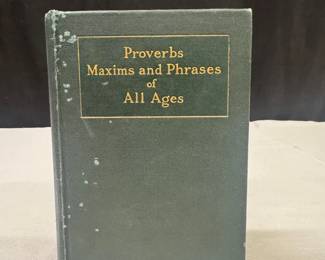 Proverbs
Maxims and Phrases
of
All Ages